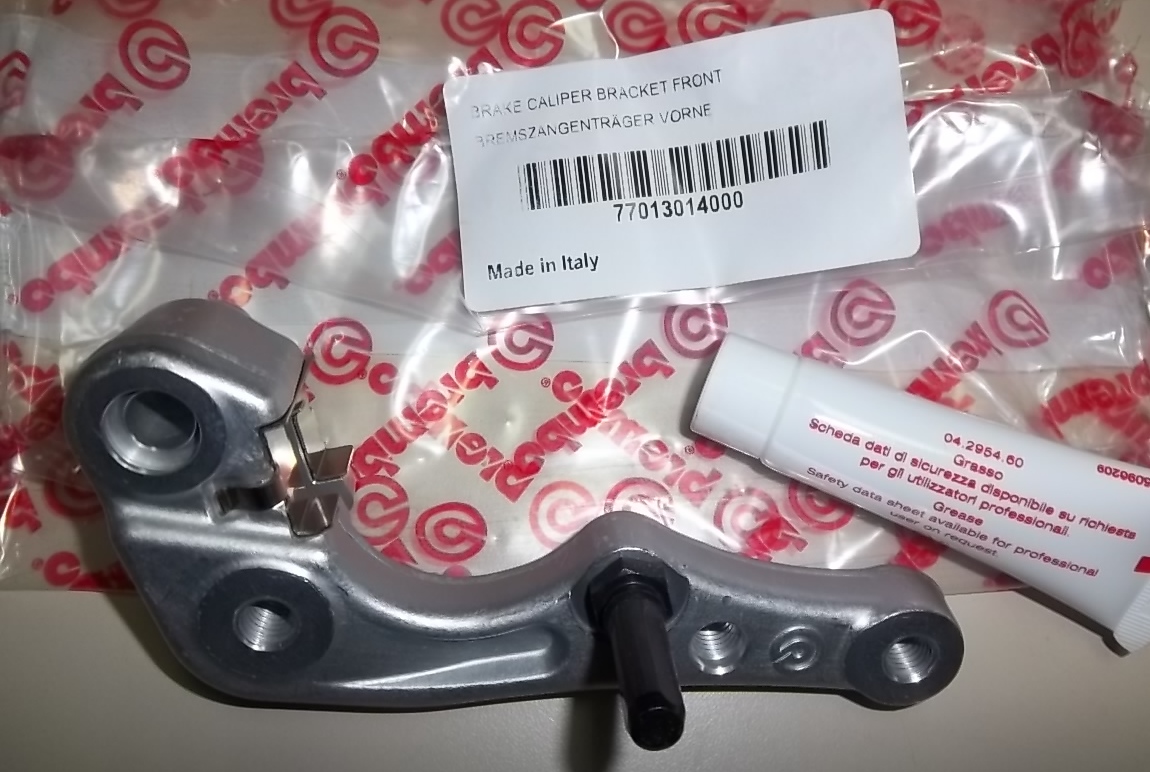 BRAKE CALIPER BRACKET FRONT
BREMSZANGENTRÄGER VORNE
77013014000
Made in Italy
brembo
04.2954.60
Grasso
Scheda dati di sicurezza disponibile su richiesta
per gli utilizzatori professionali.
Grease
Safety data sheet available for professional
user on request.